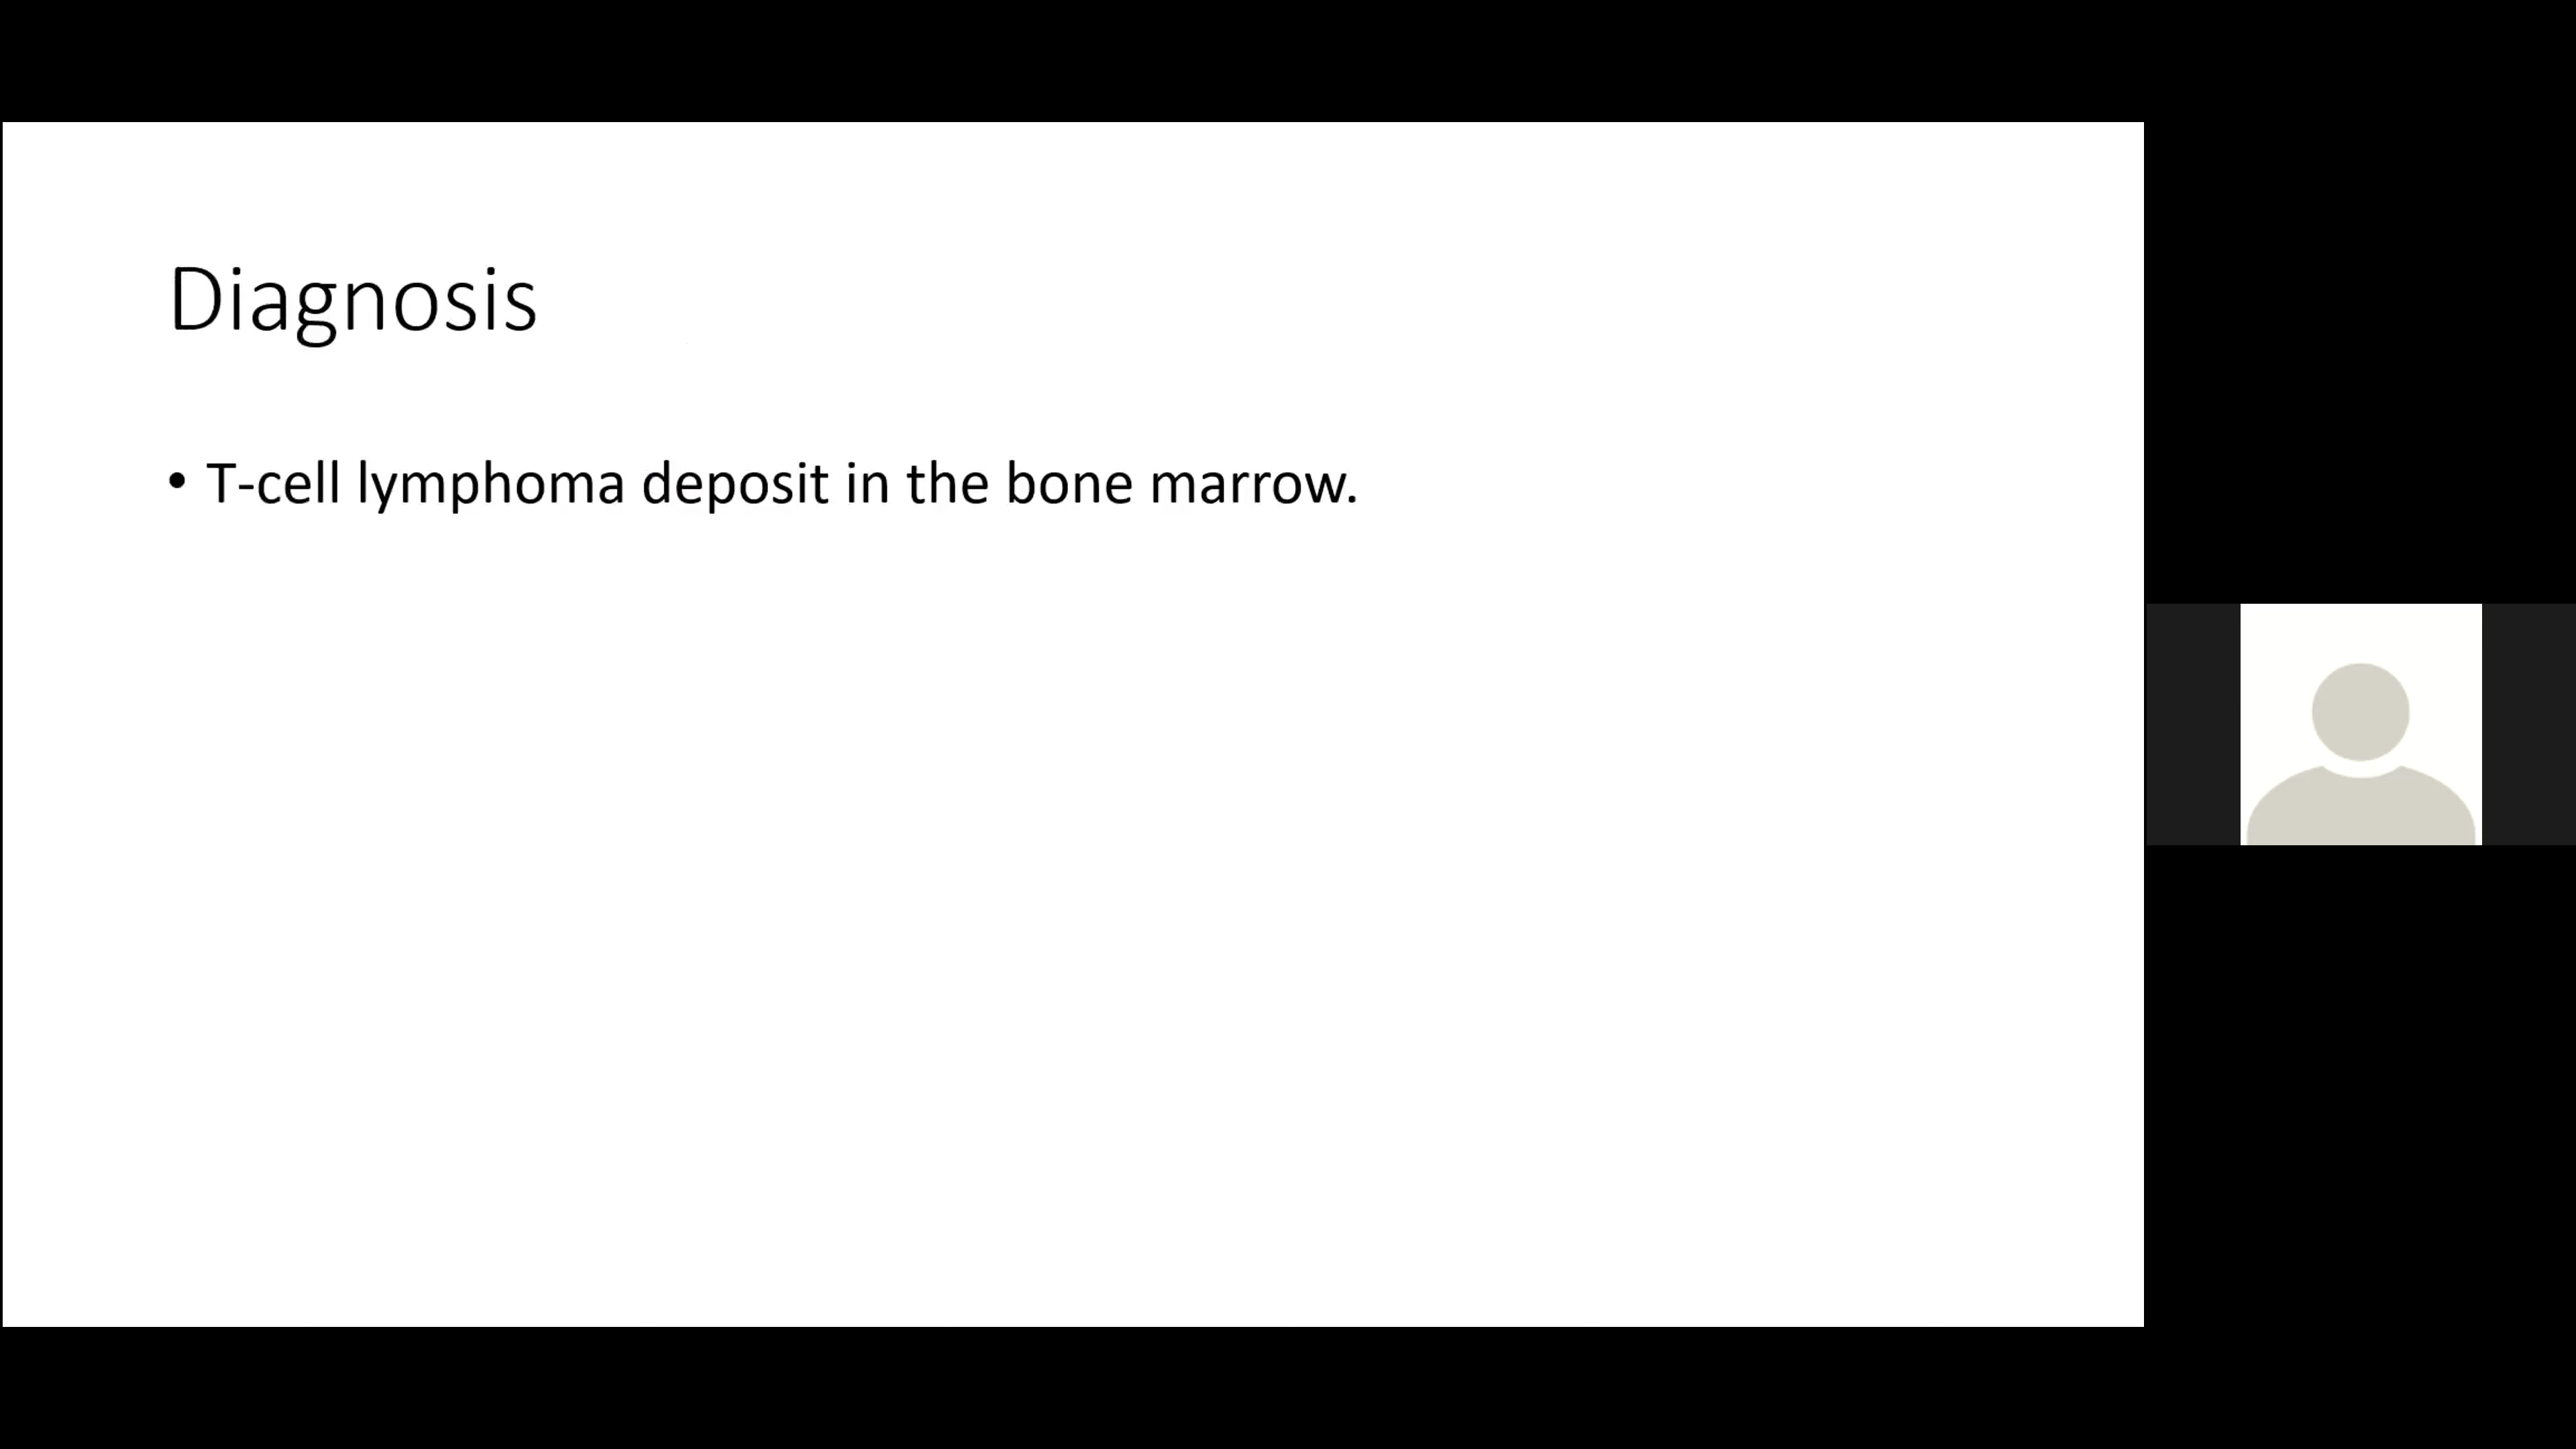 Diagnosis
• T-cell lymphoma deposit in the bone marrow.